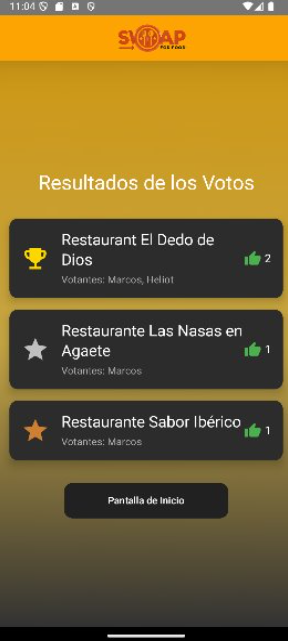 11:04
SWAP
FOR FOOD
Resultados de los Votos
Restaurant El Dedo de
Dios
Votantes: Marcos, Heliot
2
Restaurante Las Nasas en
Agaete
Votantes: Marcos
1
Restaurante Sabor Ibérico
Votantes: Marcos
1
Pantalla de Inicio